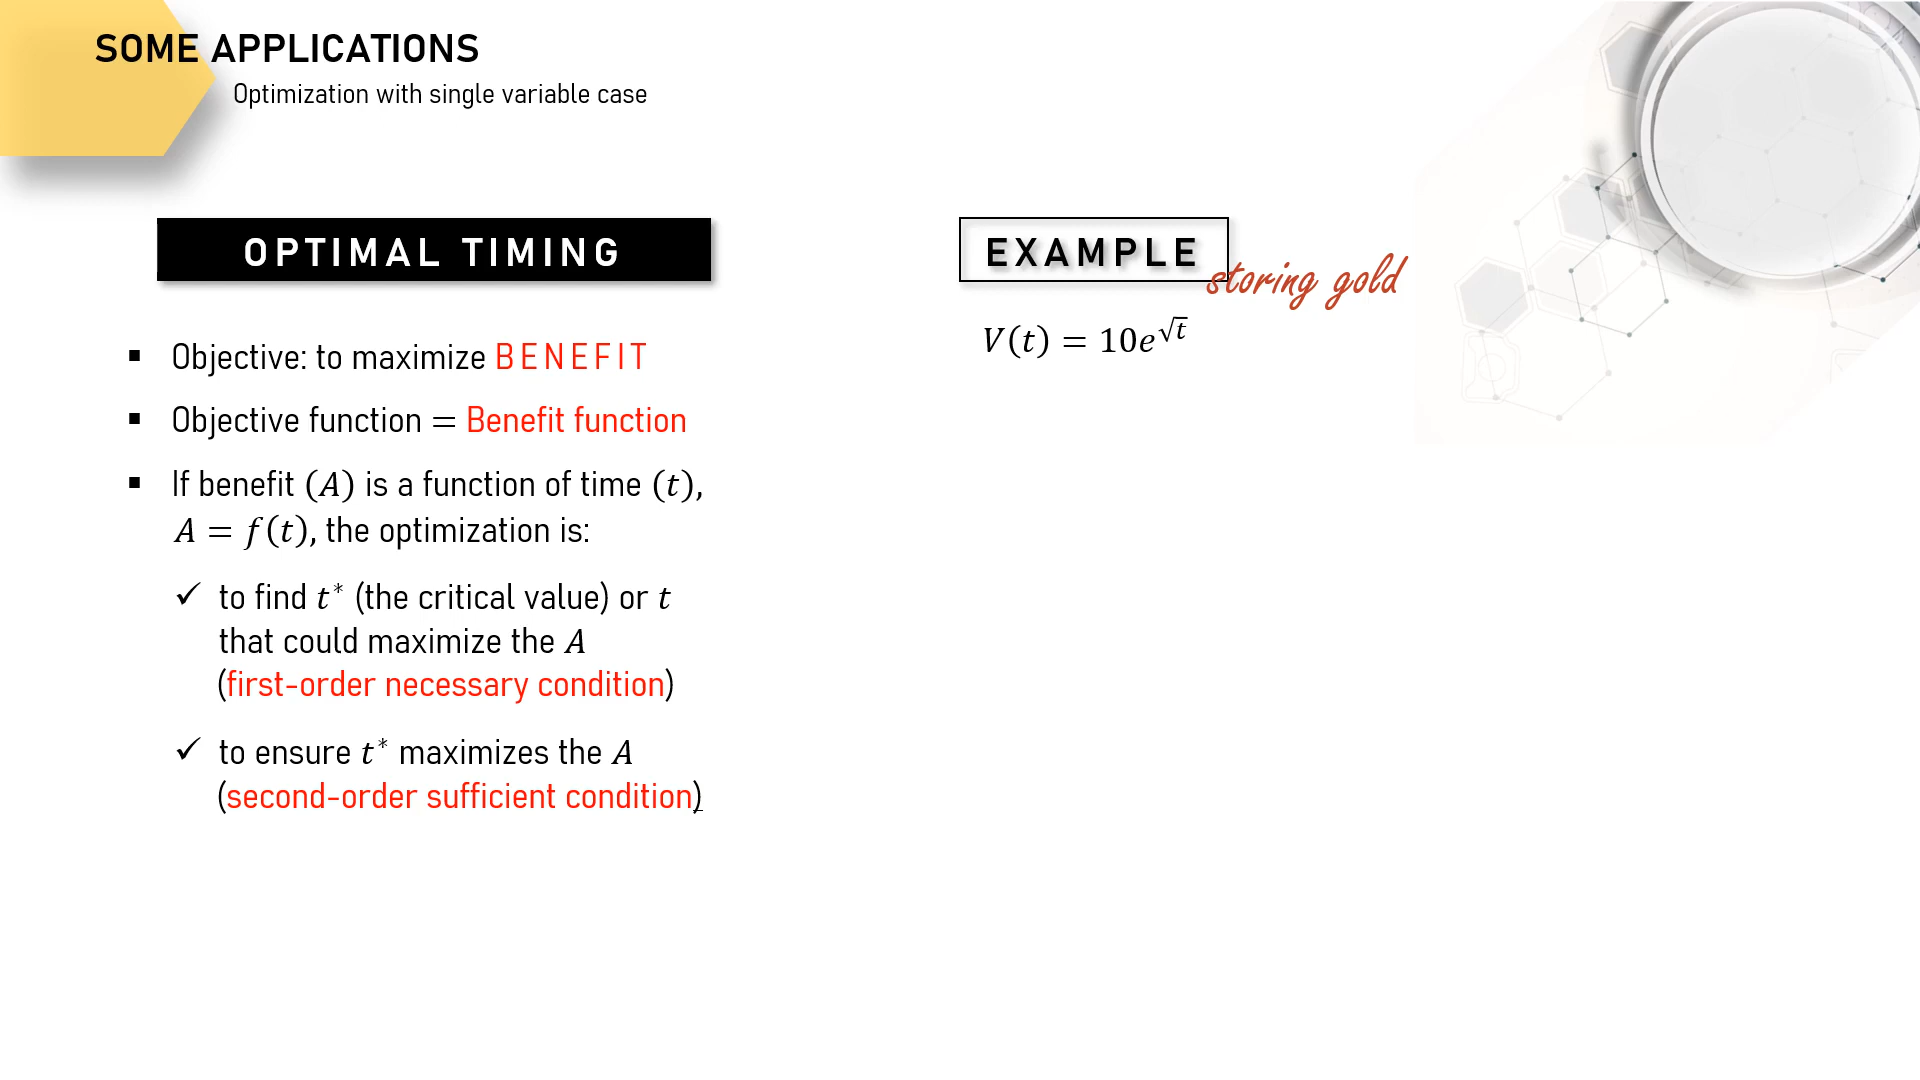 SOME APPLICATIONS
Optimization with single variable case
OPTIMAL TIMING
▪ Objective: to maximize BENEFIT
▪ Objective function = Benefit function
▪ If benefit (A) is a function of time (t),
A = f(t), the optimization is:
✓ to find t* (the critical value) or t
that could maximize the A
(first-order necessary condition)
✓ to ensure t* maximizes the A
(second-order sufficient condition)
EXAMPLE
storing gold
V(t) = 10e^√t